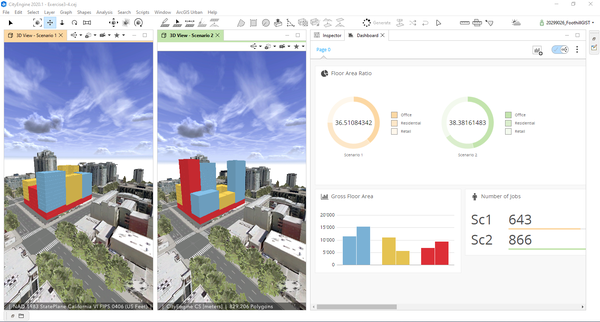 CityEngine 2020.1 - Exercise3-4.cej
File Edit Select Layer Graph Shapes Search Scripts Window ArcGIS Urban Help
Generate
20299026_FoothillGIST
3D View - Scenario 1
3D View - Scenario 2
Inspector
Dashboard
Page 0
Floor Area Ratio
36.51084342
Office
Residential
Retail
Scenario 1
38.38161483
Office
Residential
Retail
Scenario 2
Gross Floor Area
20'000
15'000
10'000
5'000
0
Number of Jobs
Sc1 643
Sc2 866
NAD 1983 StatePlane California VI FIPS 0406 (US Feet)
CityEngine CS [meters] | 829,206 Polygons